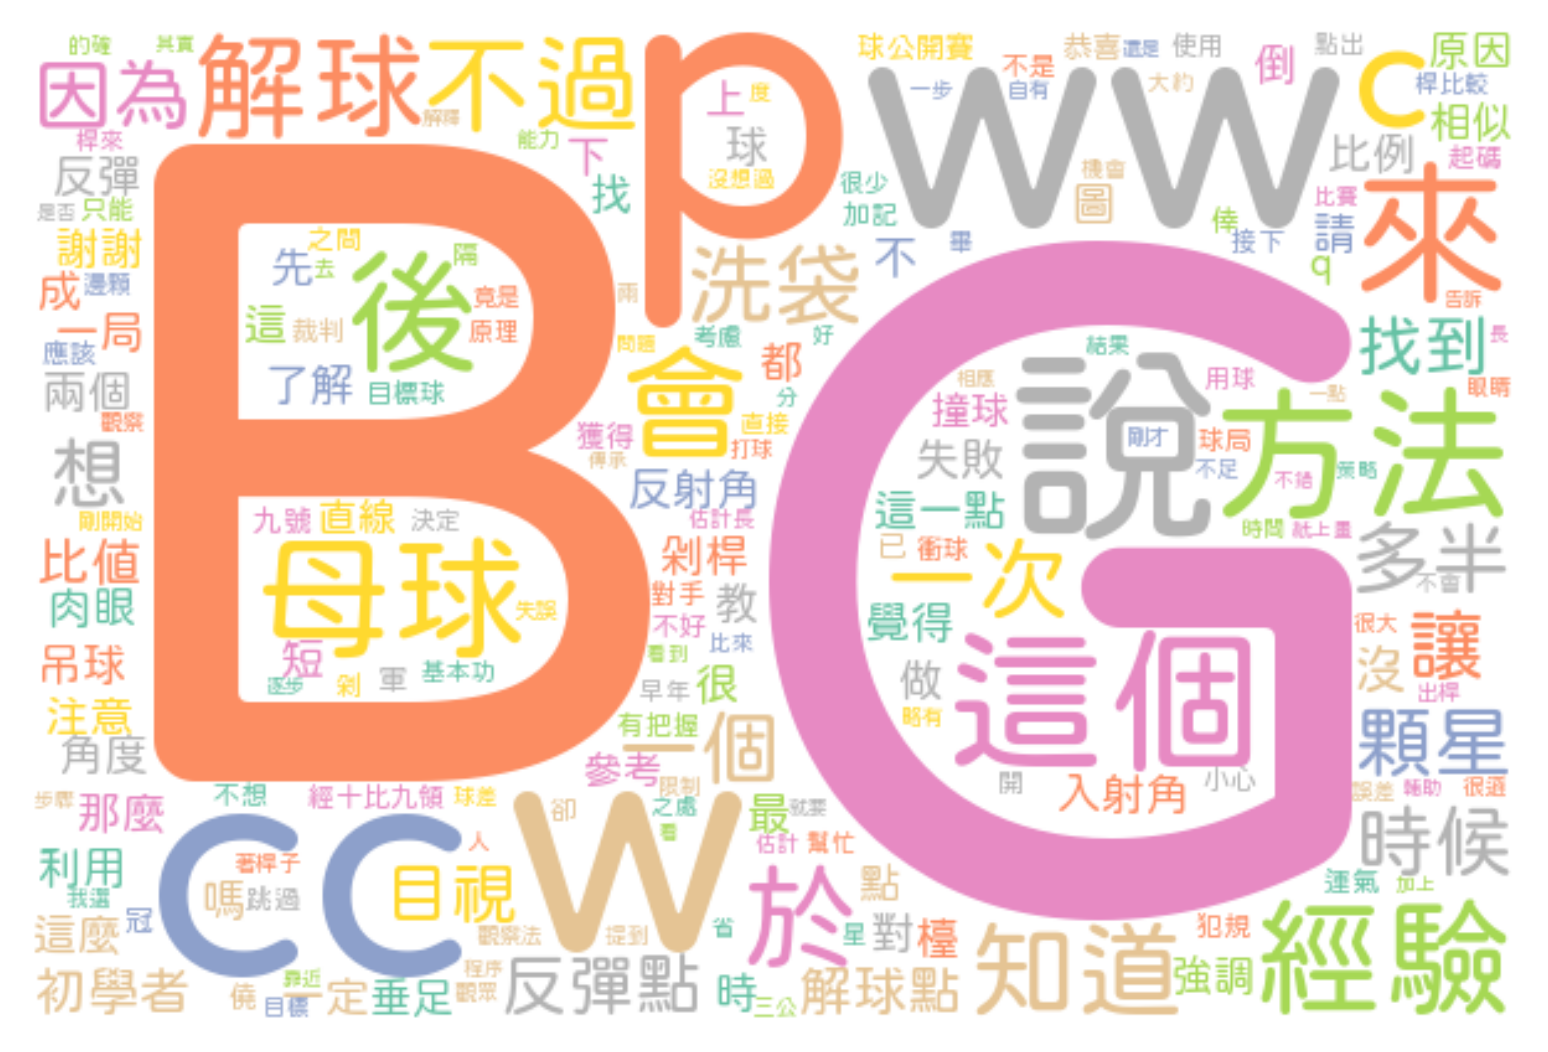 的確 其實
因為 解球 不過 p 球公開賽 恭喜 還是 使用 點出 原因
解釋 上 度 ww 不是 倒 c
一步 自有 大約 桿比較
桿來 能力 下 球 比例 相似
反彈 找 沒想過 很少 機會 起碼
是否 只能 B 加記 圖 比賽 來
謝謝 之間 隔 不 畢 接下 請
先 去 後 洗袋 q
成 邊顆 竟是 雨 告訴
一局 這 裁判 原理 考慮 好 G 找到 長
應該 問題 結果
兩個 了解 目標球 會 都 相應 用球 一點 眼睛
觀察 分 撞球 說 剛才 方法
獲得 直接 球局
想 傳承 打球 失敗 不足 策略
反射角 不捨
剛開始 九號 直線 決定 估計長 這一點 時間 紙上畫
比值 母球 剁桿 已 衝球 一次 多半
不會
肉眼 失誤 對手 教 覺得 很大
不好 比來 讓
吊球 短 看到 做 這個 沒
逐步 剁 軍 基本功 早年 很 出桿
注意 有把握 略有 顆星
角度 一個
參考 限制 開 入射角 小心
步驟 那麼 不想 經十比九領 球差 w 卻 之處 最 就要 誤差 輔助 很遜
cc 人 看 估計 幫忙 時候
利用 著桿子 目視 於 點 運氣 加上
我選 嗎 跳過
這麼 冠 觀察法 提到 省 星 對 檯 知道 犯規 經驗
初學者 靠近 一定 垂足 程序 反彈點 時 解球點 強調
目標 觀眾 三公